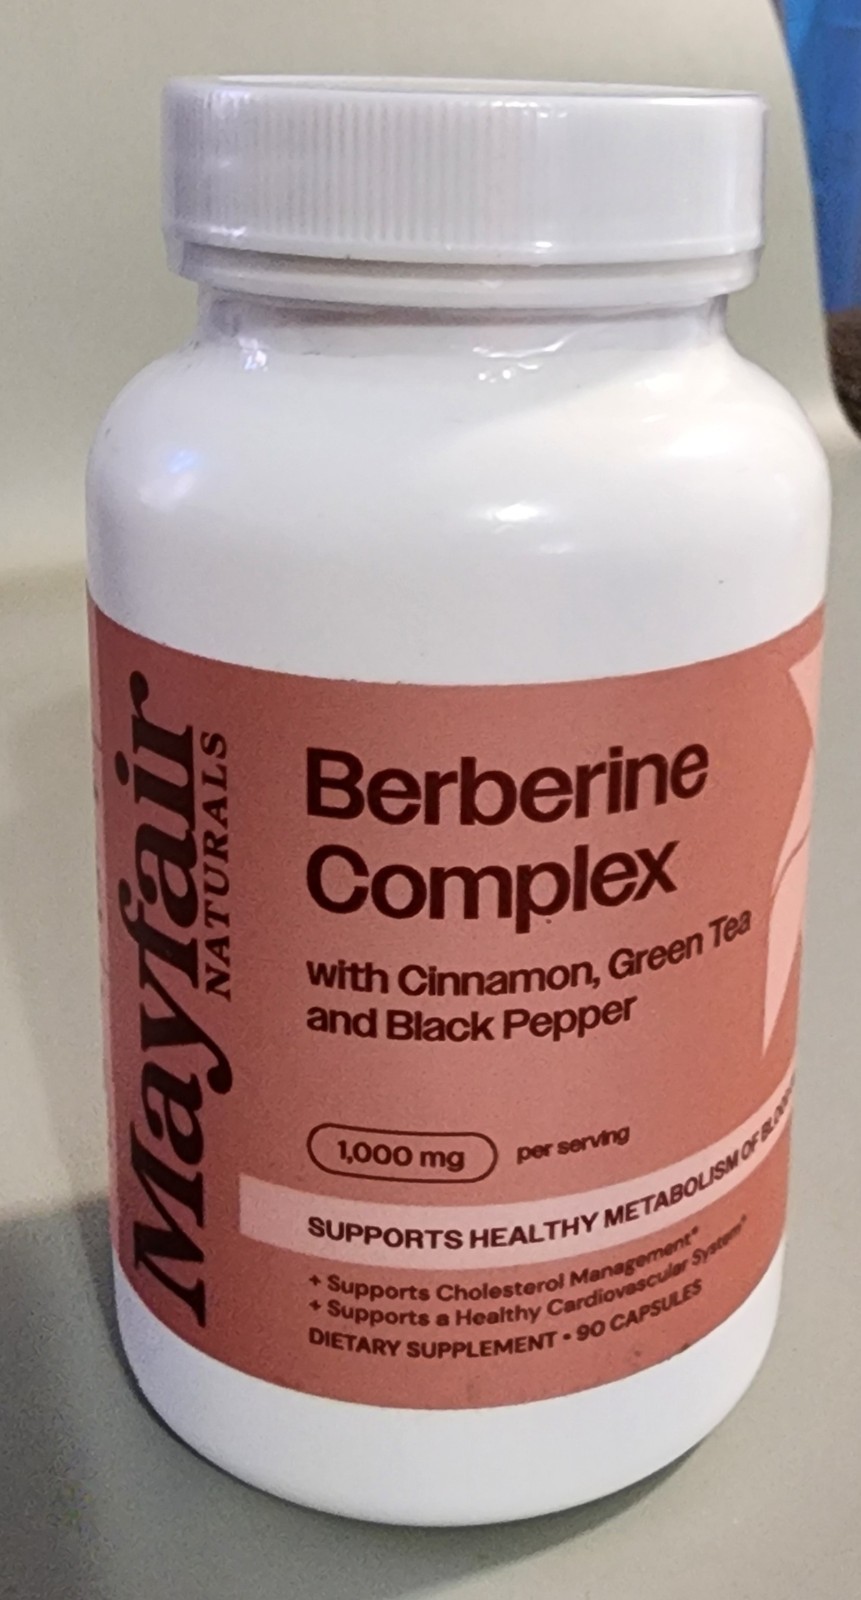 Mayfair
NATURALS
Berberine
Complex
with Cinnamon, Green Tea
and Black Pepper
1,000 mg per serving
SUPPORTS HEALTHY METABOLISM OF
+ Supports Cholesterol Management*
+ Supports a Healthy Cardiovascular System*
DIETARY SUPPLEMENT • 90 CAPSULES